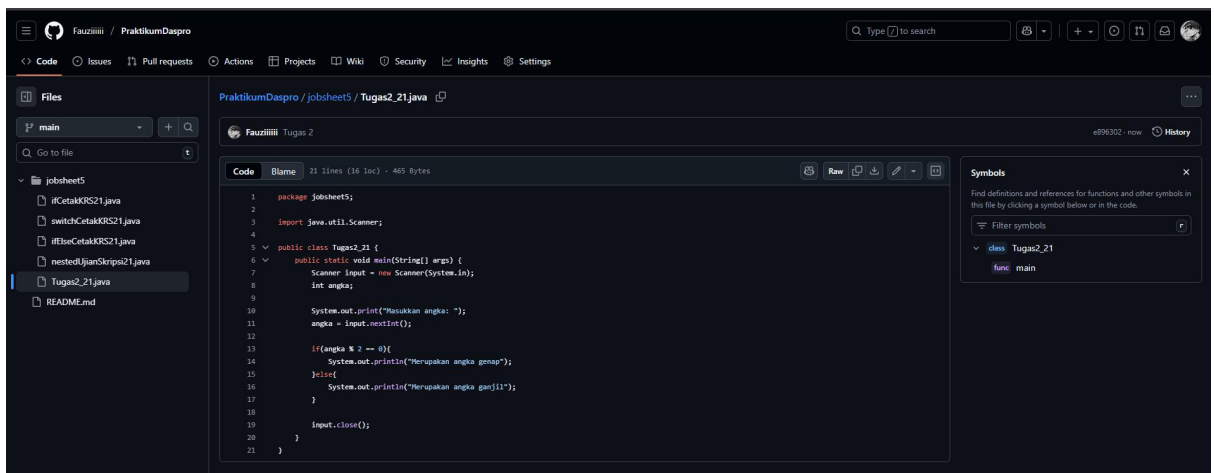 Fauziiiiii / PraktikumDaspro
Type / to search
Code Issues Pull requests Actions Projects Wiki Security Insights Settings
Files
main
Go to file
t
jobsheet5
ifCetakKRS21.java
switchCetakKRS21.java
ifElseCetakKRS21.java
nestedUjianSkripsi21.java
Tugas2_21.java
README.md
PraktikumDaspro / jobsheet5 / Tugas2_21.java
Fauziiiiii Tugas 2
e896302 · now History
Code Blame 21 lines (16 loc) · 465 Bytes
Raw
1 package jobsheet5;
2
3 import java.util.Scanner;
4
5 public class Tugas2_21 {
6 public static void main(String[] args) {
7 Scanner input = new Scanner(System.in);
8 int angka;
9
10 System.out.print("Masukkan angka: ");
11 angka = input.nextInt();
12
13 if(angka % 2 == 0){
14 System.out.println("Merupakan angka genap");
15 }else{
16 System.out.println("Merupakan angka ganjil");
17 }
18
19 input.close();
20 }
21 }
Symbols
Find definitions and references for functions and other symbols in
this file by clicking a symbol below or in the code.
Filter symbols
r
class Tugas2_21
func main